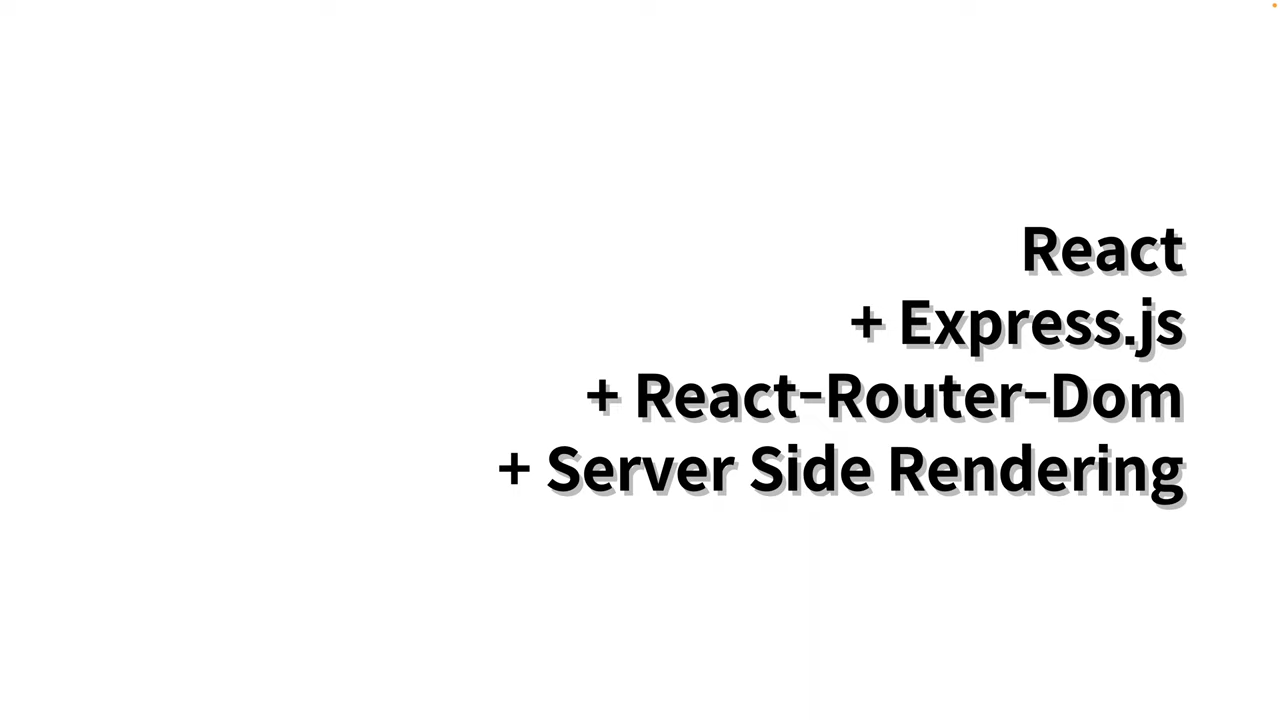 React
+ Express.js
+ React-Router-Dom
+ Server Side Rendering